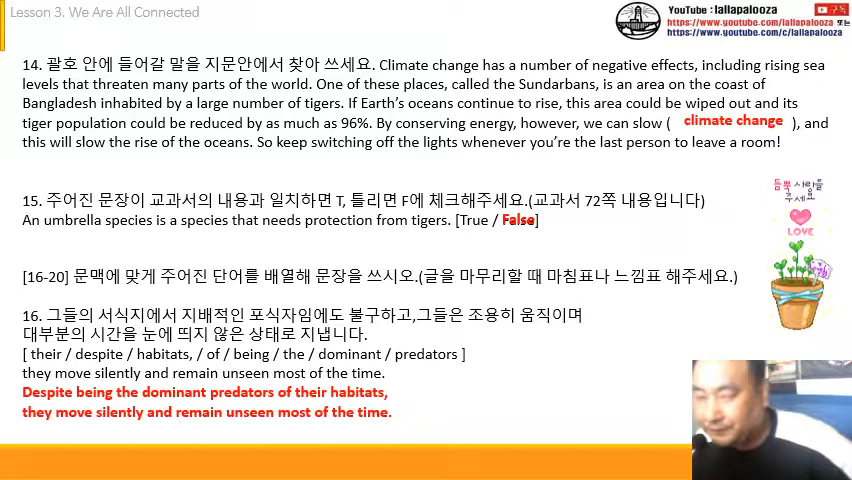 Lesson 3. We Are All Connected
YouTube : lallapalooza
구독
https://www.youtube.com/lallapalooza 또는
https://www.youtube.com/c/lallapalooza
14. 괄호 안에 들어갈 말을 지문안에서 찾아 쓰세요. Climate change has a number of negative effects, including rising sea
levels that threaten many parts of the world. One of these places, called the Sundarbans, is an area on the coast of
Bangladesh inhabited by a large number of tigers. If Earth's oceans continue to rise, this area could be wiped out and its
tiger population could be reduced by as much as 96%. By conserving energy, however, we can slow ( climate change ), and
this will slow the rise of the oceans. So keep switching off the lights whenever you're the last person to leave a room!
15. 주어진 문장이 교과서의 내용과 일치하면 T, 틀리면 F에 체크해주세요.(교과서 72쪽 내용입니다)
An umbrella species is a species that needs protection from tigers. [True / False]
듬뿍 사랑을
주세요
LOVE
[16-20] 문맥에 맞게 주어진 단어를 배열해 문장을 쓰시오.(글을 마무리할 때 마침표나 느낌표 해주세요.)
16. 그들의 서식지에서 지배적인 포식자임에도 불구하고,그들은 조용히 움직이며
대부분의 시간을 눈에 띄지 않은 상태로 지냅니다.
[ their / despite / habitats, / of / being / the / dominant / predators ]
they move silently and remain unseen most of the time.
Despite being the dominant predators of their habitats,
they move silently and remain unseen most of the time.